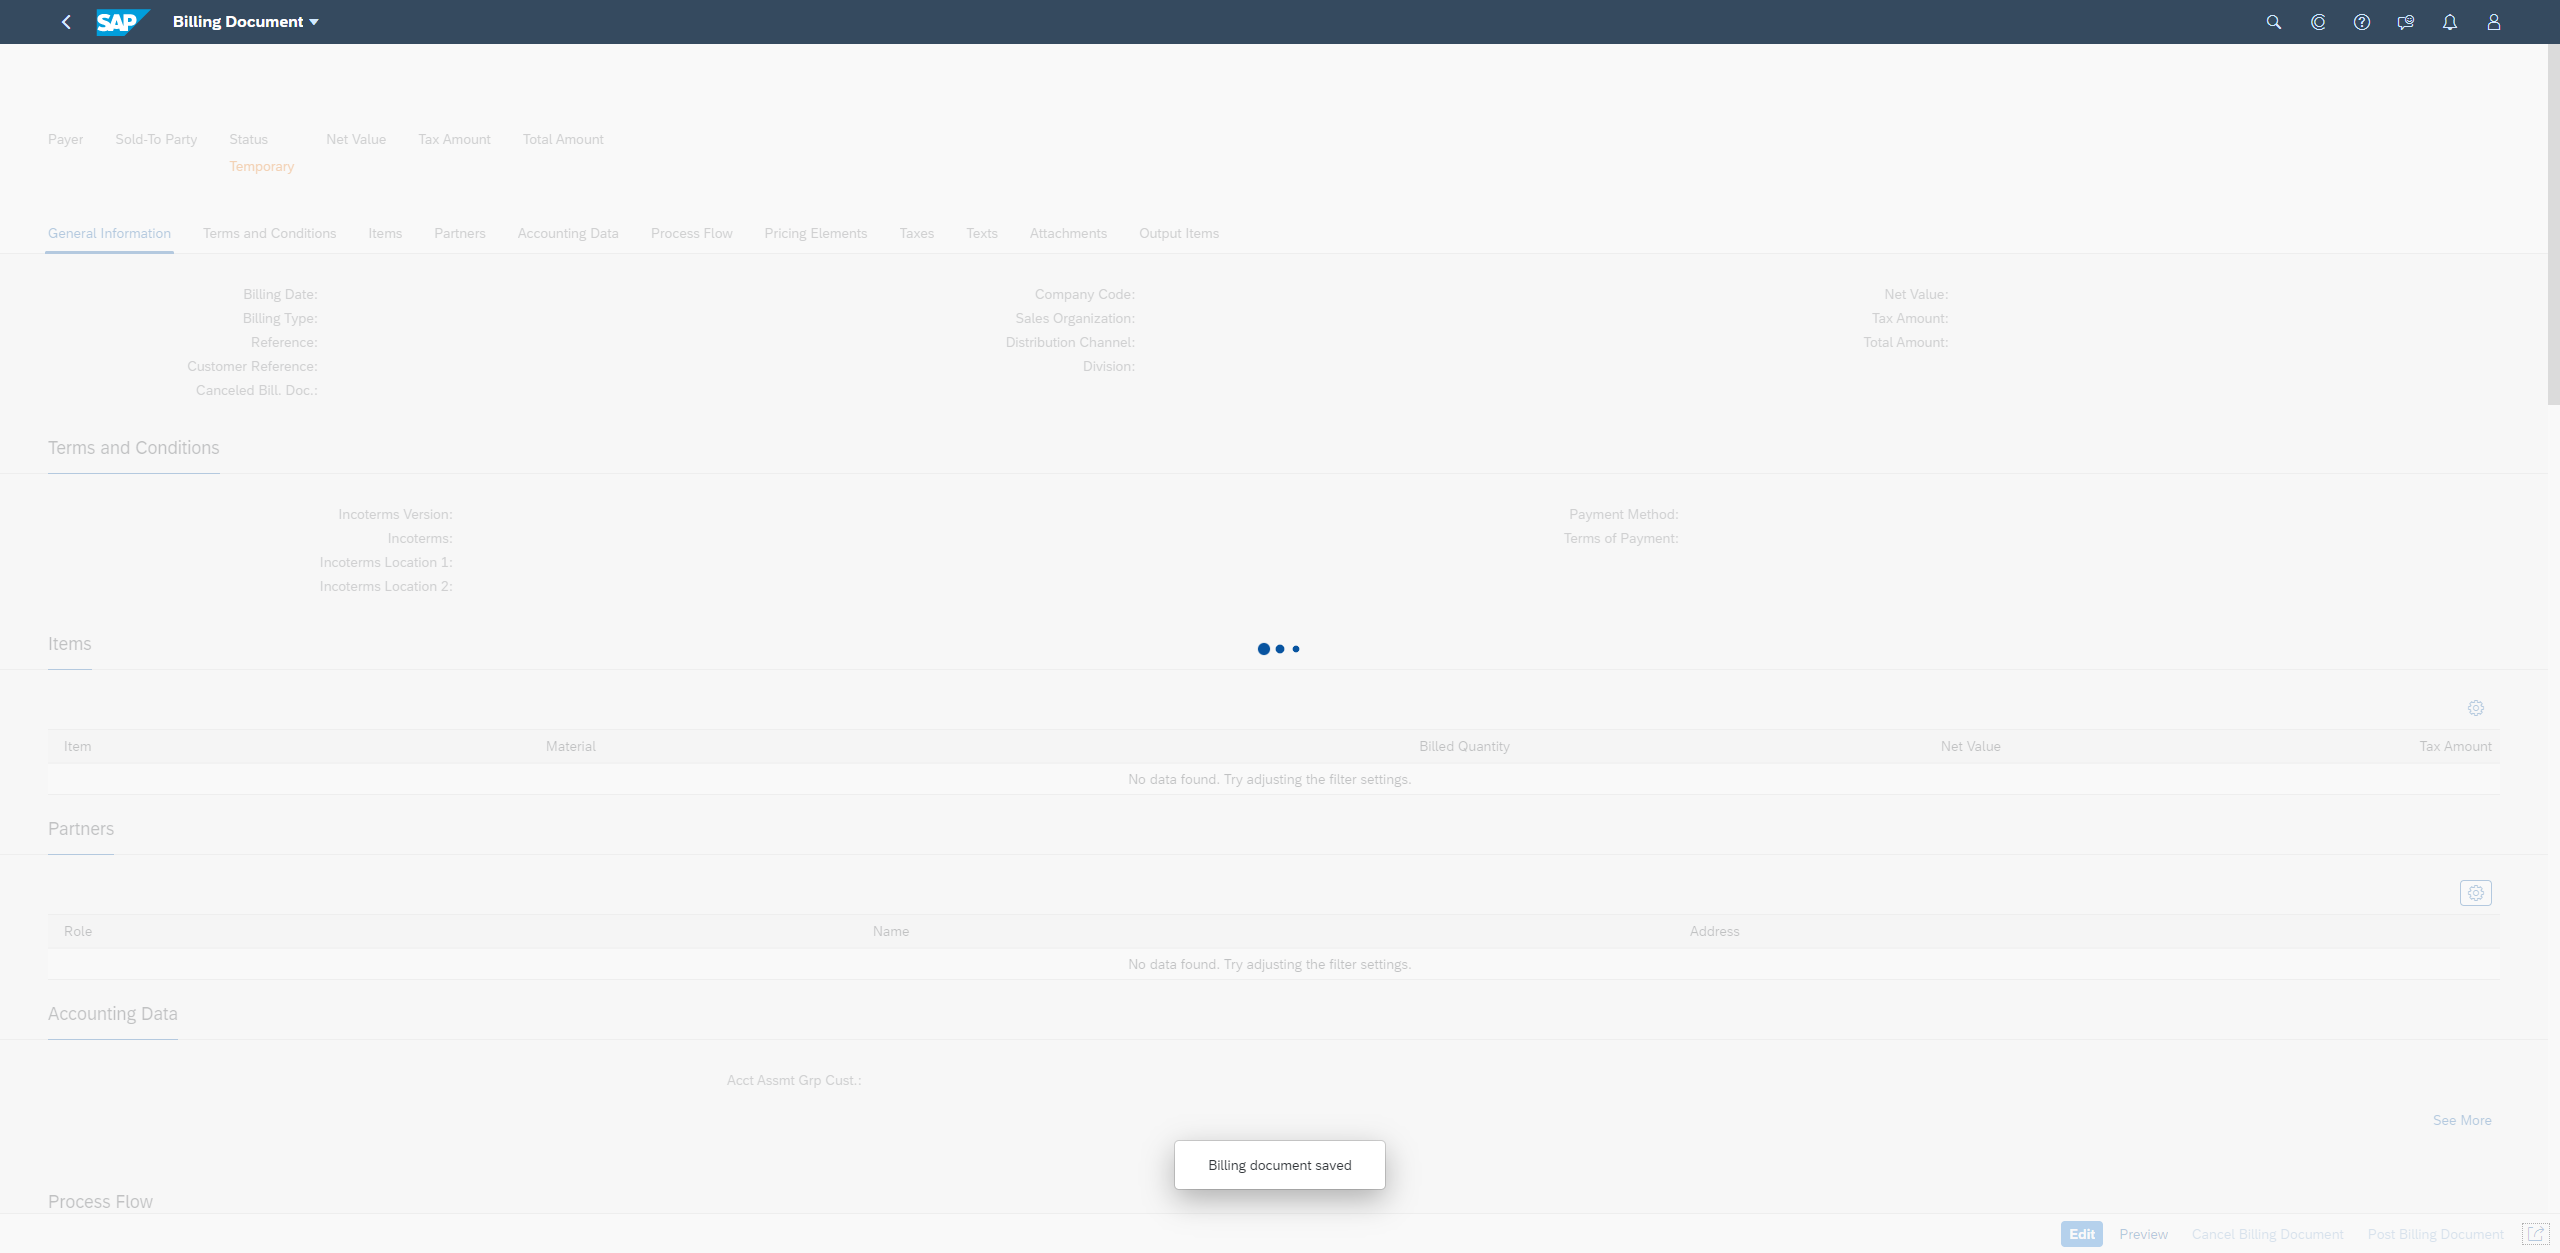 SAP Billing Document
Payer Sold-To Party Status Net Value Tax Amount Total Amount
Temporary
General Information Terms and Conditions Items Partners Accounting Data Process Flow Pricing Elements Taxes Texts Attachments Output Items
Billing Date: Company Code: Net Value:
Billing Type: Sales Organization: Tax Amount:
Reference: Distribution Channel: Total Amount:
Customer Reference: Division:
Canceled Bill. Doc.:
Terms and Conditions
Incoterms Version: Payment Method:
Incoterms: Terms of Payment:
Incoterms Location 1:
Incoterms Location 2:
Items
Item Material Billed Quantity Net Value Tax Amount
No data found. Try adjusting the filter settings.
Partners
Role Name Address
No data found. Try adjusting the filter settings.
Accounting Data
Acct Assmt Grp Cust.:
See More
Billing document saved
Process Flow
Edit Preview Cancel Billing Document Post Billing Document